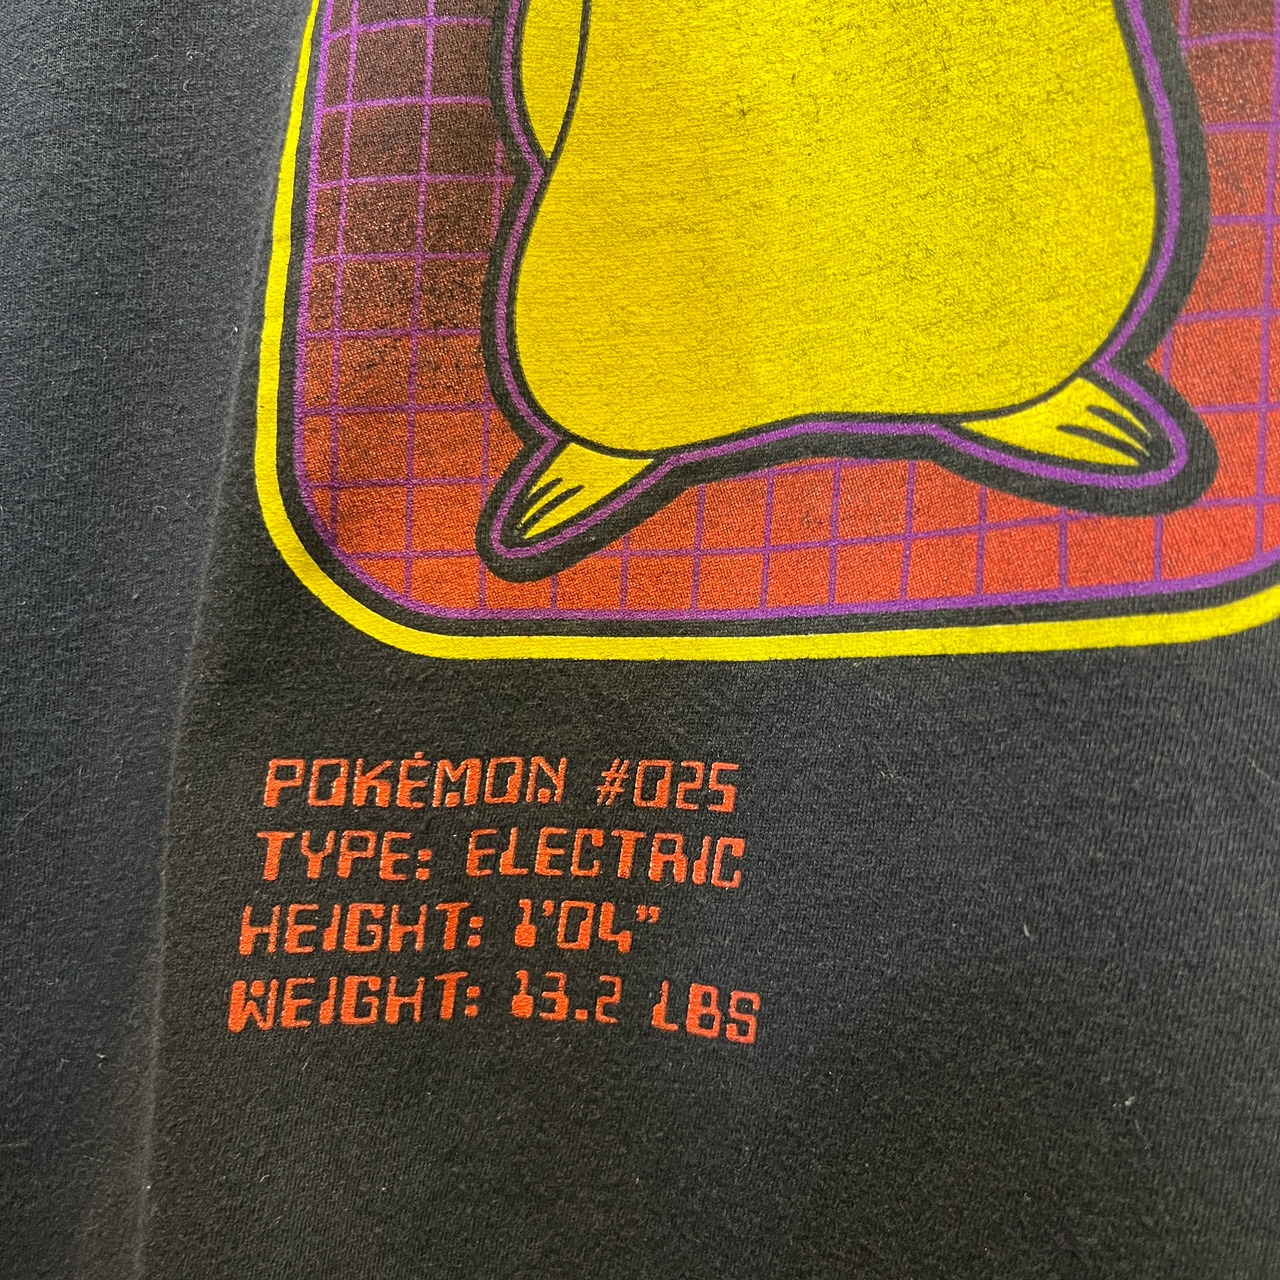 POKÉMON #025
TYPE: ELECTRIC
HEIGHT: 1'04"
WEIGHT: 13.2 LBS